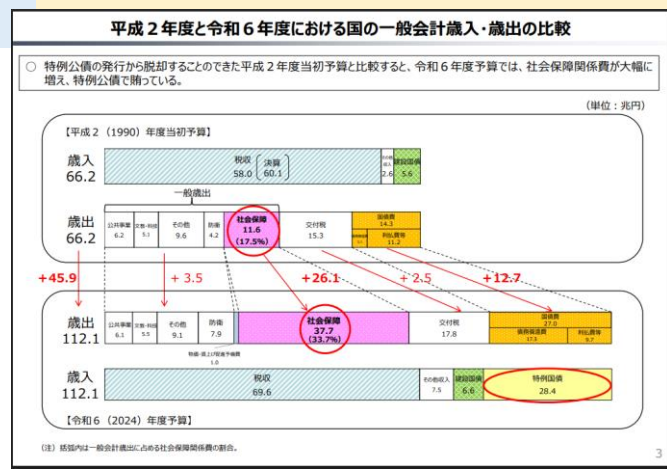 平成2年度と令和6年度における国の一般会計歳入・歳出の比較
○ 特例公債の発行から脱却することのできた平成2年度当初予算と比較すると、令和6年度予算では、社会保障関係費が大幅に
増え、特例公債で賄っている。
(単位:兆円)
【平成2(1990)年度当初予算】
歳入
66.2
税収
58.0
決算
60.1
2.6
建設国債
5.6
一般歳出
歳出
66.2
公共事業
6.2
文教・科技
5.1
その他
9.6
防衛
4.2
社会保障
11.6
(17.5%)
交付税
15.3
国債費
14.3
利払費等
11.2
+45.9
+ 3.5
+26.1
+ 2.5
+12.7
歳出
112.1
公共事業
6.1
文教・科技
5.5
その他
9.1
防衛
7.9
社会保障
37.7
(33.7%)
交付税
17.8
国債費
27.0
債務償還費
17.3
利払費等
9.7
物価・賃上げ促進予備費
1.0
歳入
112.1
税収
69.6
その他収入
7.5
建設国債
6.6
特例国債
28.4
【令和6(2024)年度予算】
(注)括弧内は一般会計歳出に占める社会保障関係費の割合。
3